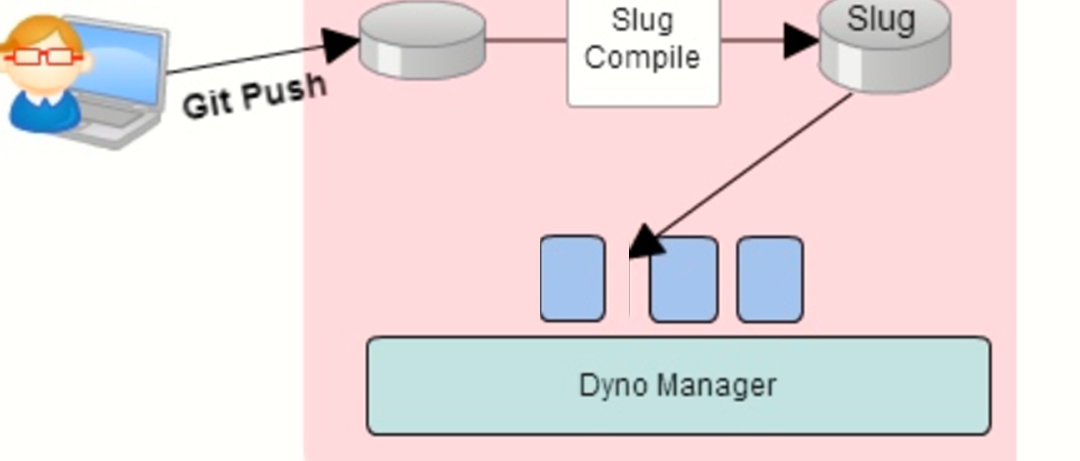 Slug
Compile
Slug
Git Push
Dyno Manager